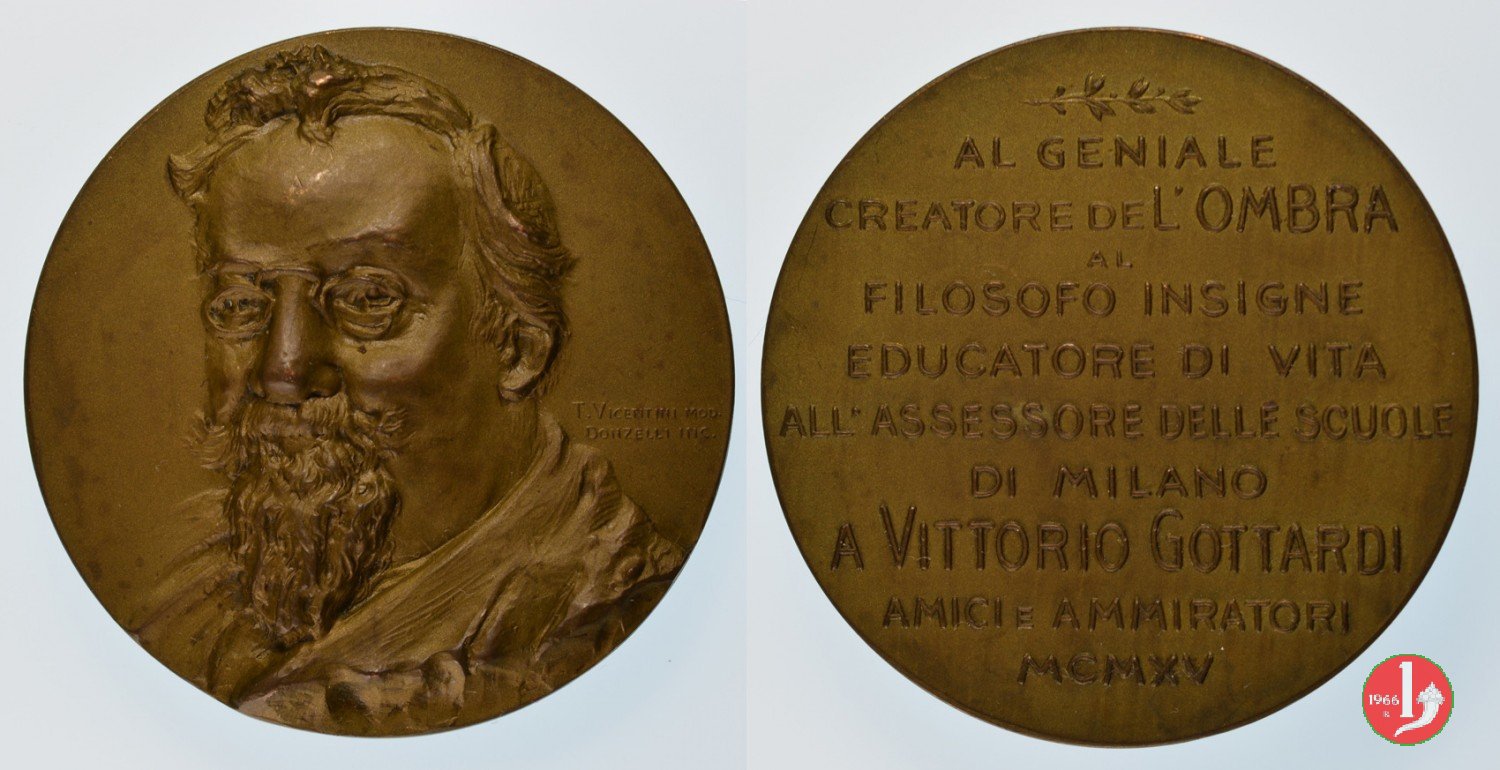 T. VICENTINI MOD.
DONZELLI INC.
AL GENIALE
CREATORE DE L'OMBRA
AL
FILOSOFO INSIGNE
EDUCATORE DI VITA
ALL'ASSESSORE DELLE SCUOLE
DI MILANO
A VITTORIO GOTTARDI
AMICI E AMMIRATORI
MCMXV
1966